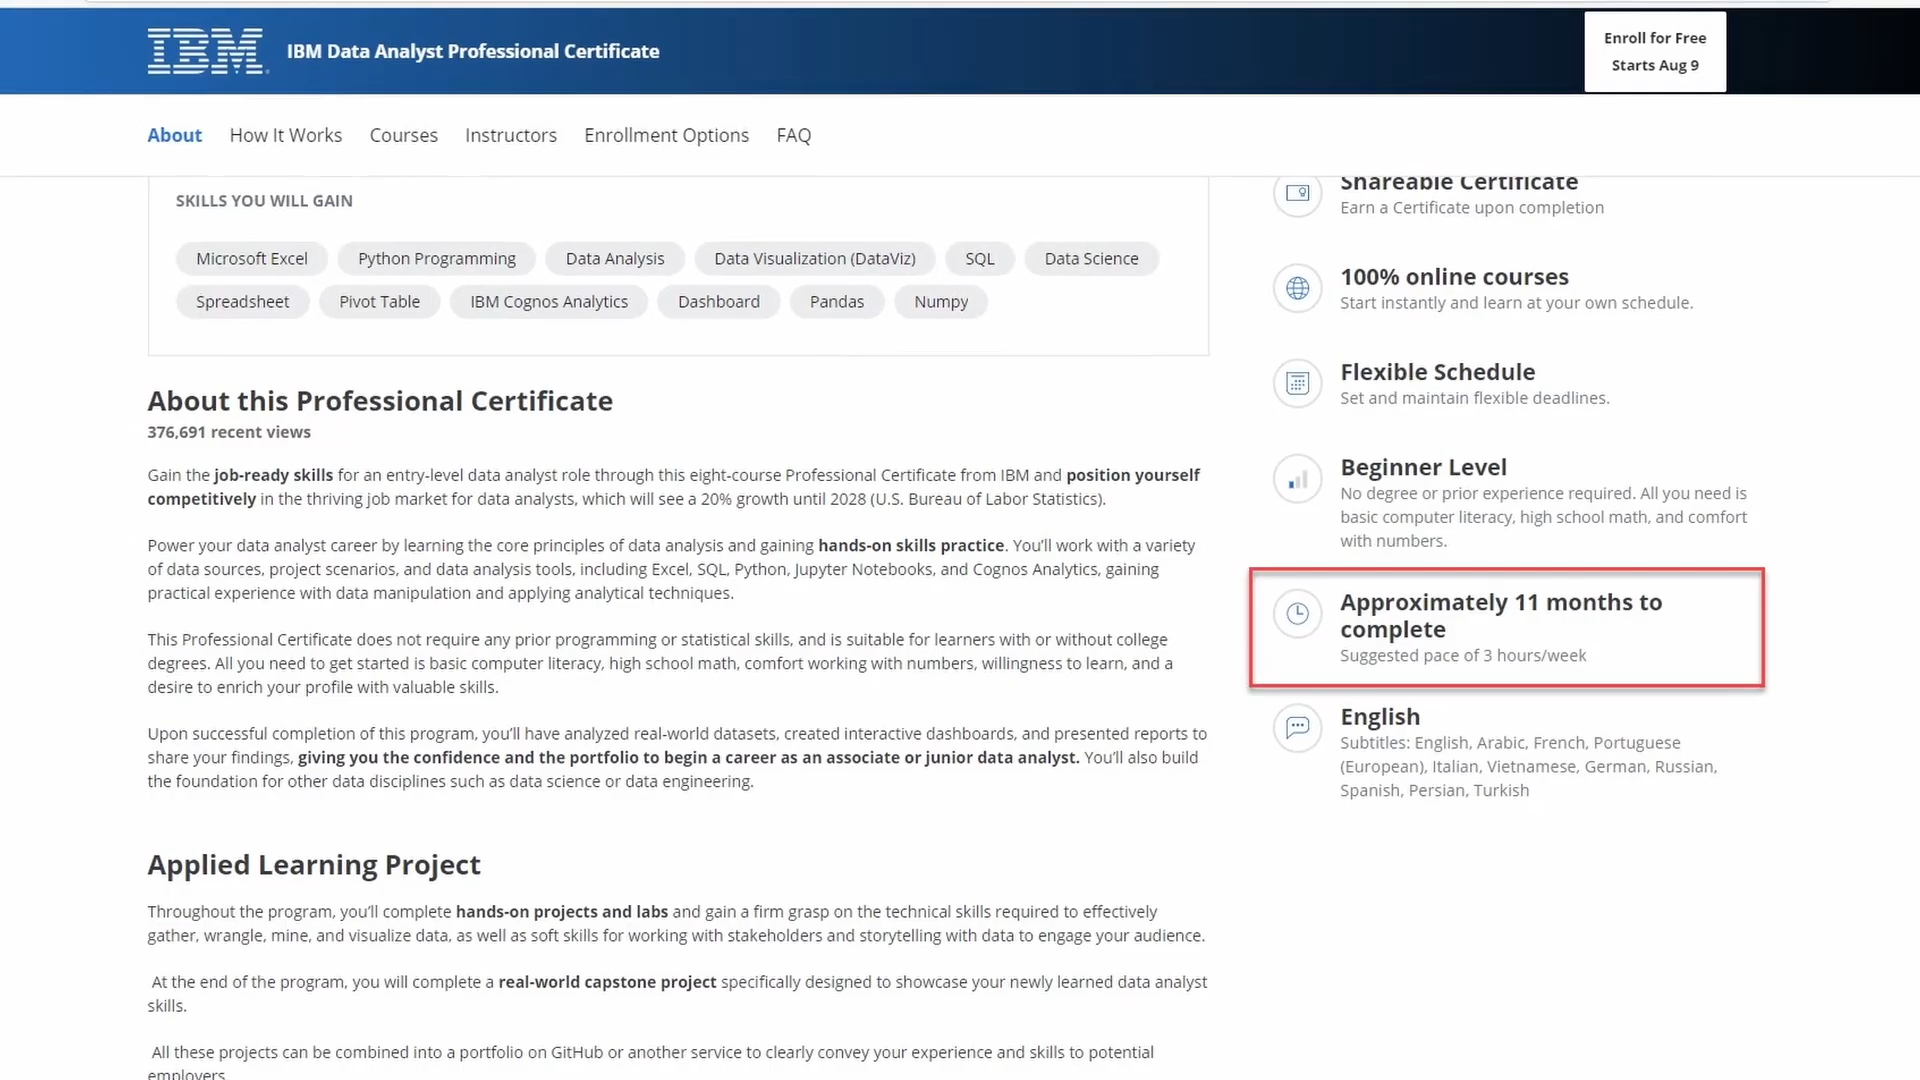 IBM
IBM Data Analyst Professional Certificate
Enroll for Free
Starts Aug 9
About How It Works Courses Instructors Enrollment Options FAQ
SKILLS YOU WILL GAIN
Microsoft Excel Python Programming Data Analysis Data Visualization (DataViz) SQL Data Science
Spreadsheet Pivot Table IBM Cognos Analytics Dashboard Pandas Numpy
About this Professional Certificate
376,691 recent views
Gain the job-ready skills for an entry-level data analyst role through this eight-course Professional Certificate from IBM and position yourself
competitively in the thriving job market for data analysts, which will see a 20% growth until 2028 (U.S. Bureau of Labor Statistics).
Power your data analyst career by learning the core principles of data analysis and gaining hands-on skills practice. You'll work with a variety
of data sources, project scenarios, and data analysis tools, including Excel, SQL, Python, Jupyter Notebooks, and Cognos Analytics, gaining
practical experience with data manipulation and applying analytical techniques.
This Professional Certificate does not require any prior programming or statistical skills, and is suitable for learners with or without college
degrees. All you need to get started is basic computer literacy, high school math, comfort working with numbers, willingness to learn, and a
desire to enrich your profile with valuable skills.
Upon successful completion of this program, you'll have analyzed real-world datasets, created interactive dashboards, and presented reports to
share your findings, giving you the confidence and the portfolio to begin a career as an associate or junior data analyst. You'll also build
the foundation for other data disciplines such as data science or data engineering.
Applied Learning Project
Throughout the program, you'll complete hands-on projects and labs and gain a firm grasp on the technical skills required to effectively
gather, wrangle, mine, and visualize data, as well as soft skills for working with stakeholders and storytelling with data to engage your audience.
At the end of the program, you will complete a real-world capstone project specifically designed to showcase your newly learned data analyst
skills.
All these projects can be combined into a portfolio on GitHub or another service to clearly convey your experience and skills to potential
employers.
Shareable Certificate
Earn a Certificate upon completion
100% online courses
Start instantly and learn at your own schedule.
Flexible Schedule
Set and maintain flexible deadlines.
Beginner Level
No degree or prior experience required. All you need is
basic computer literacy, high school math, and comfort
with numbers.
Approximately 11 months to
complete
Suggested pace of 3 hours/week
English
Subtitles: English, Arabic, French, Portuguese
(European), Italian, Vietnamese, German, Russian,
Spanish, Persian, Turkish